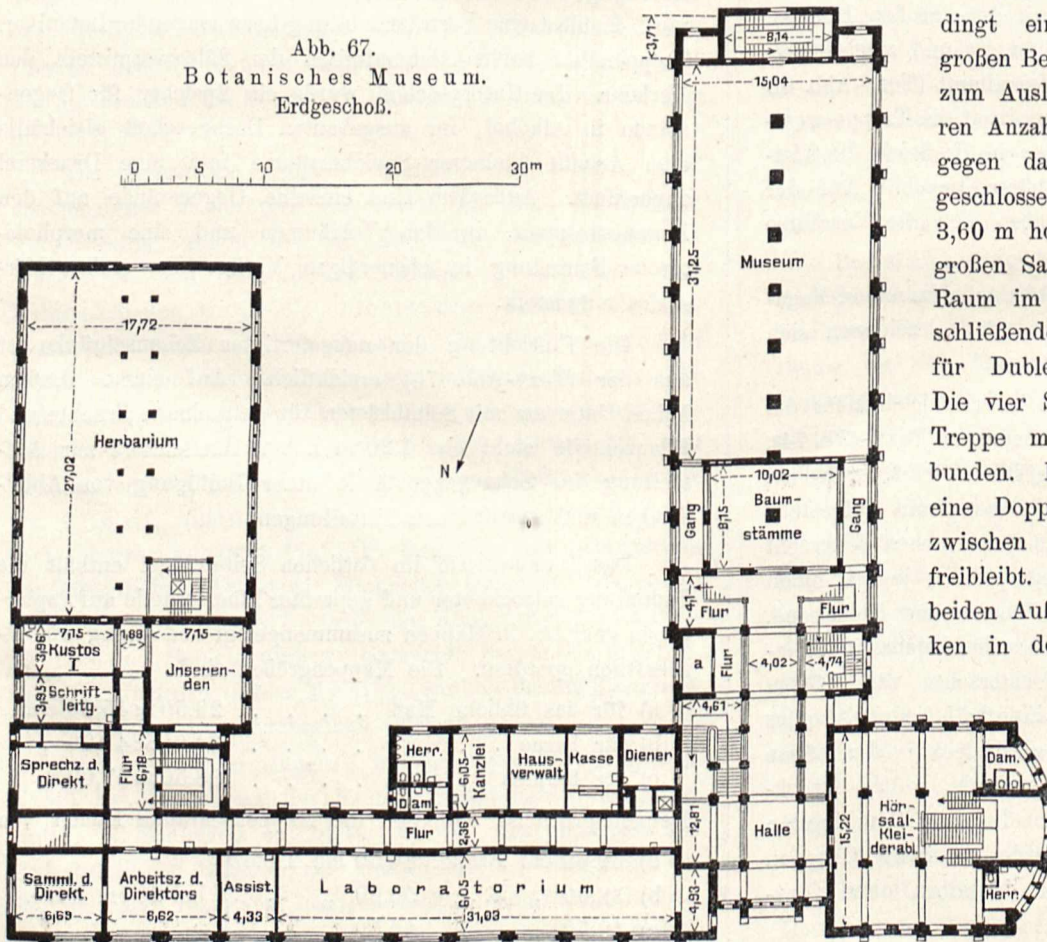 Abb. 67.
Botanisches Museum.
Erdgeschoß.
0 5 10 20 30m
3,71
8,14
15,04
31,25
Museum
17,72
27,02
Herbarium
N
Gang
10,02
Baum-
stämme
8,15
Gang
4,71
Flur
Flur
a
Flur
4,02
4,74
4,61
7,15
1,88
7,15
Kustos
I
Jnseren-
den
Schrift-
leitg.
3,95
Sprechz. d.
Direkt.
Flur
6,18
Herr.
Dam.
6,05
Kanzlei
Haus-
verwalt
Kasse
Diener
Flur
2,36
12,81
Halle
15,22
Hör-
saal-
Klei-
derabl.
Dam.
Herrn
Samml. d.
Direkt
6,69
Arbeitsz. d.
Direktors
6,62
Assist.
4,33
Laboratorium
6,05
31,03
4,93
dingt ein
großen Be
zum Ausl
ren Anzah
gegen da
geschlosse
3,60 m ho
großen Sa
Raum im
schließende
für Duble
Die vier S
Treppe m
binden d
eine Dopp
zwischen
freibleibt.
beiden Auf
ken in de